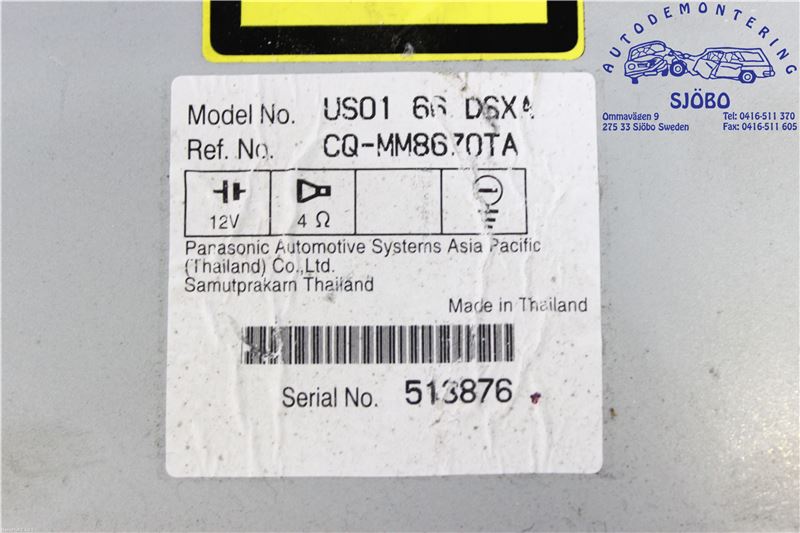 AUTODEMONTERING
SJÖBO
Ommavägen 9 Tel: 0416-511 370
275 33 Sjöbo Sweden Fax: 0416-511 605
Model No. US01 66 DSXA
Ref. No. CQ-MM8670TA
12V 4 Ω
Panasonic Automotive Systems Asia Pacific
(Thailand) Co.,Ltd.
Samutprakarn Thailand
Made in Thailand
Serial No. 513876